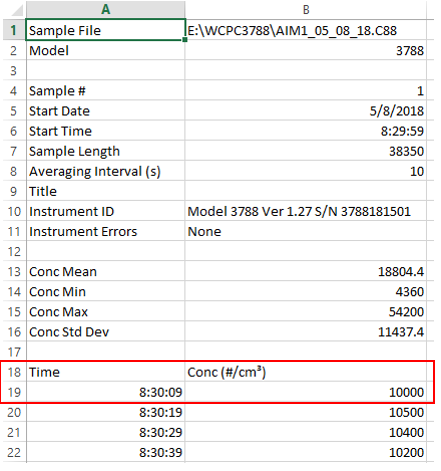 A B
1 Sample File E:\WCPC3788\AIM1_05_08_18.C88
2 Model 3788
3
4 Sample # 1
5 Start Date 5/8/2018
6 Start Time 8:29:59
7 Sample Length 38350
8 Averaging Interval (s) 10
9 Title
10 Instrument ID Model 3788 Ver 1.27 S/N 3788181501
11 Instrument Errors None
12
13 Conc Mean 18804.4
14 Conc Min 4360
15 Conc Max 54200
16 Conc Std Dev 11437.4
17
18 Time Conc (#/cm³)
19 8:30:09 10000
20 8:30:19 10500
21 8:30:29 10400
22 8:30:39 10200